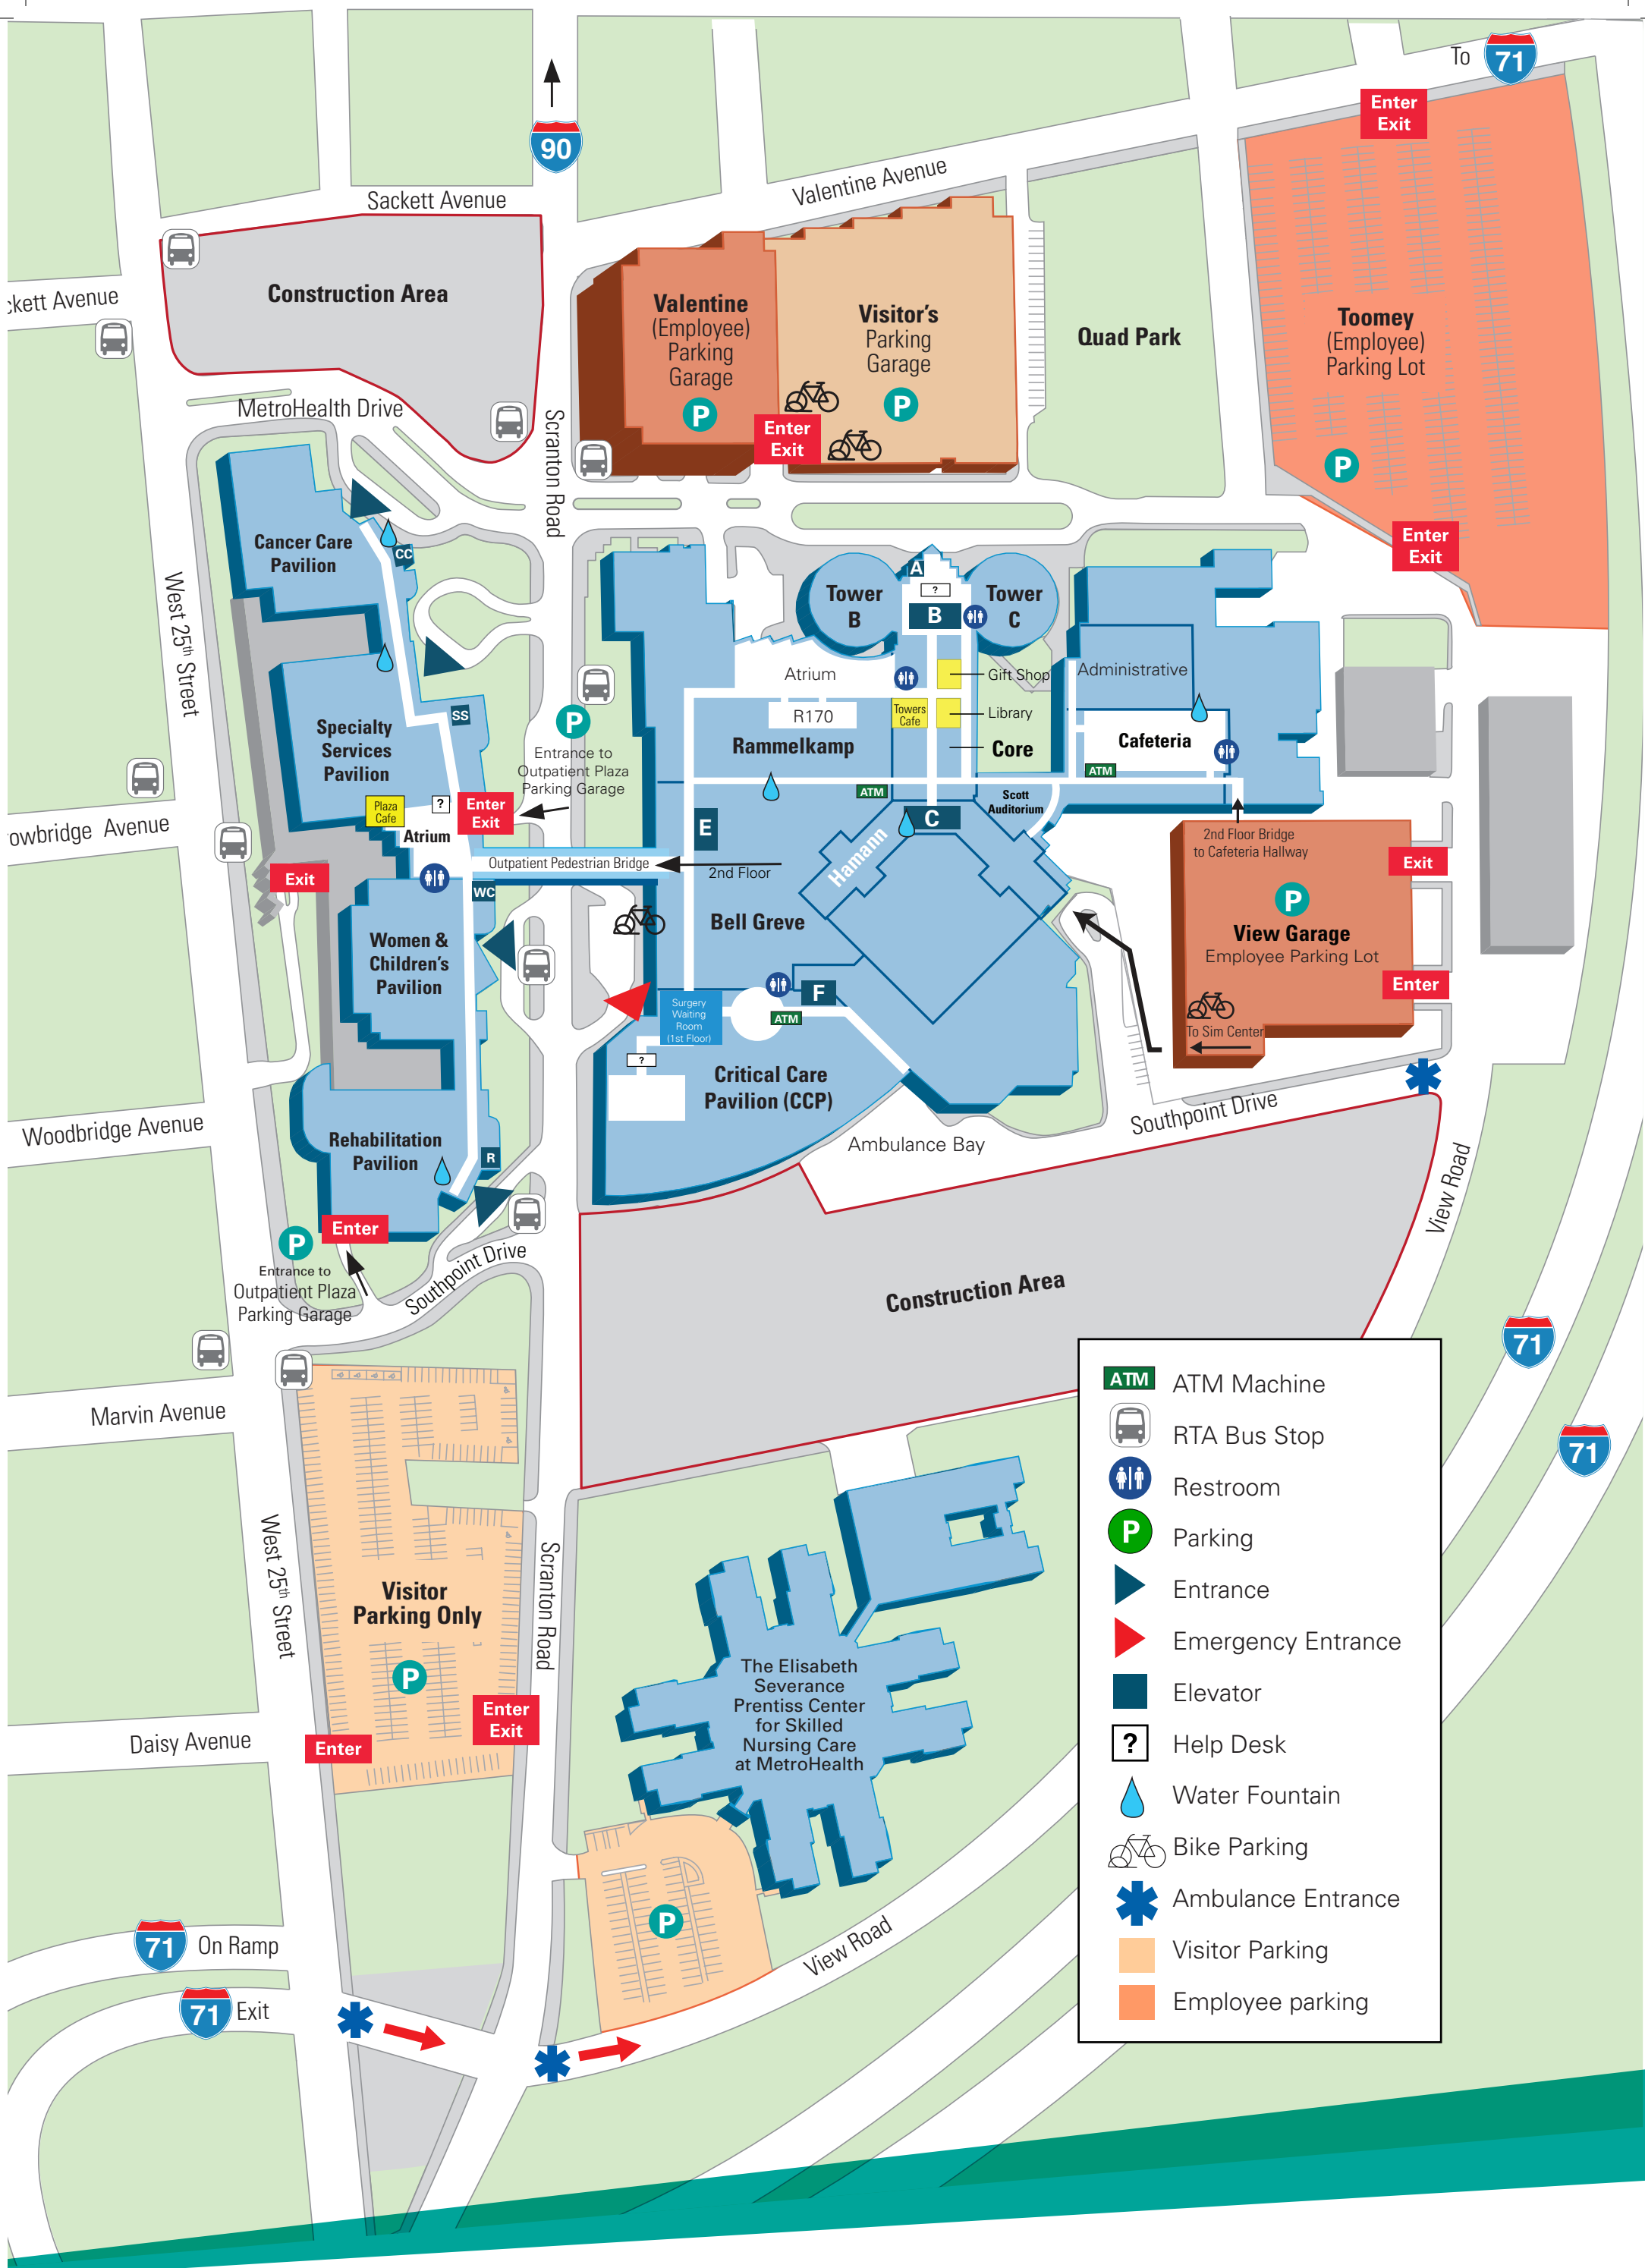 To
71
Enter
Exit
90
Sackett Avenue
Valentine Avenue
Construction Area
ckett Avenue
Valentine
(Employee)
Parking
Garage
P
Visitor's
Parking
Garage
P
Enter
Exit
Quad Park
Toomey
(Employee)
Parking Lot
P
Enter
Exit
MetroHealth Drive
Scranton Road
West 25th Street
Cancer Care
Pavilion
CC
Specialty
Services
Pavilion
SS
Plaza
Cafe
?
Atrium
Enter
Exit
P
Entrance to
Outpatient Plaza
Parking Garage
Outpatient Pedestrian Bridge
2nd Floor
Exit
WC
Women &
Children's
Pavilion
Rehabilitation
Pavilion
R
Enter
P
Entrance to
Outpatient Plaza
Parking Garage
Southpoint Drive
rowbridge Avenue
Woodbridge Avenue
Marvin Avenue
Daisy Avenue
Tower
B
A
?
B
Tower
C
Atrium
R170
Rammelkamp
Gift Shop
Towers
Cafe
Library
Core
Administrative
Cafeteria
ATM
ATM
Scott
Auditorium
C
E
Hamann
Bell Greve
F
ATM
Surgery
Waiting
Room
(1st Floor)
?
Critical Care
Pavilion (CCP)
Ambulance Bay
2nd Floor Bridge
to Cafeteria Hallway
P
View Garage
Employee Parking Lot
Exit
Enter
To Sim Center
Southpoint Drive
View Road
Construction Area
71
71
West 25th Street
Visitor
Parking Only
P
Enter
Enter
Exit
Scranton Road
The Elisabeth
Severance
Prentiss Center
for Skilled
Nursing Care
at MetroHealth
P
View Road
71 On Ramp
71 Exit
ATM ATM Machine
RTA Bus Stop
Restroom
P Parking
Entrance
Emergency Entrance
Elevator
? Help Desk
Water Fountain
Bike Parking
Ambulance Entrance
Visitor Parking
Employee parking